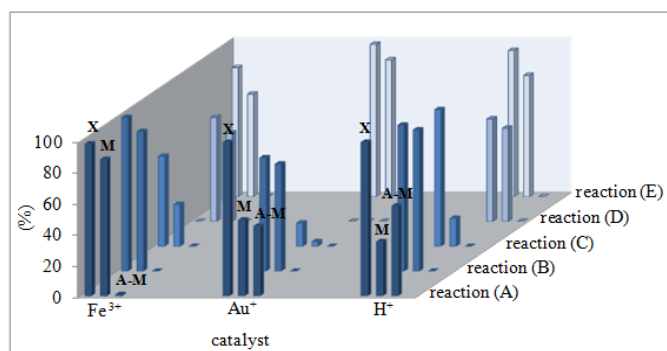 100
80
60
40
20
0
(%)
X
M
A-M
X
M
A-M
X
M
A-M
Fe³⁺
Au⁺
H⁺
catalyst
reaction (E)
reaction (D)
reaction (C)
reaction (B)
reaction (A)